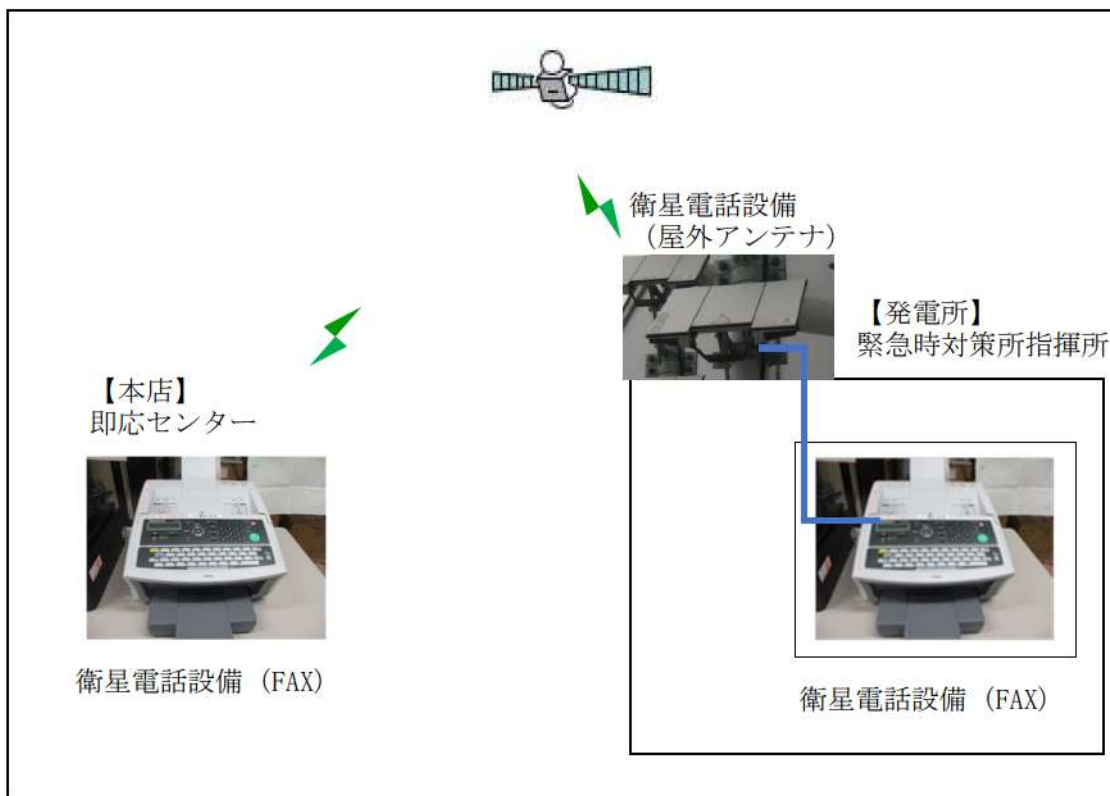 衛星電話設備
（屋外アンテナ）
【発電所】
緊急時対策所指揮所
【本店】
即応センター
衛星電話設備 (FAX)
衛星電話設備 (FAX)